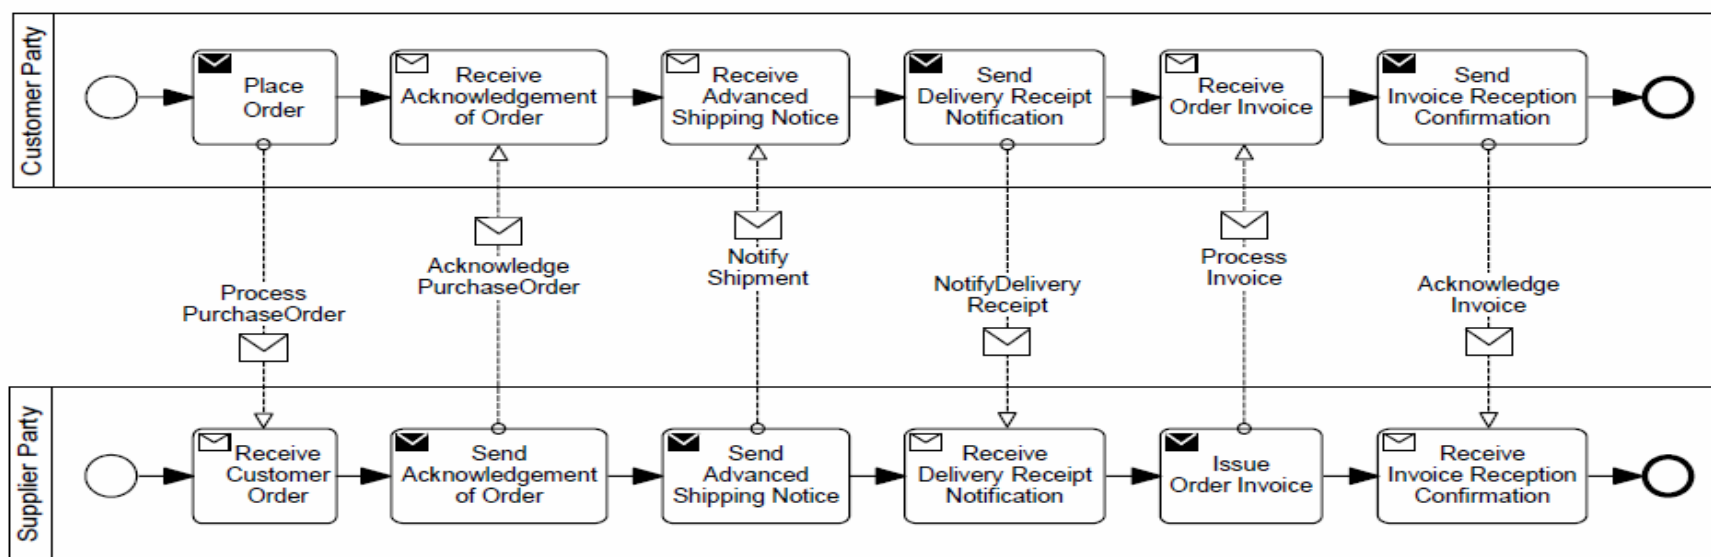 Customer Party
Place
Order
Receive
Acknowledgement
of Order
Receive
Advanced
Shipping Notice
Send
Delivery Receipt
Notification
Receive
Order Invoice
Send
Invoice Reception
Confirmation
Process
PurchaseOrder
Acknowledge
PurchaseOrder
Notify
Shipment
NotifyDelivery
Receipt
Process
Invoice
Acknowledge
Invoice
Supplier Party
Receive
Customer
Order
Send
Acknowledgement
of Order
Send
Advanced
Shipping Notice
Receive
Delivery Receipt
Notification
Issue
Order Invoice
Receive
Invoice Reception
Confirmation